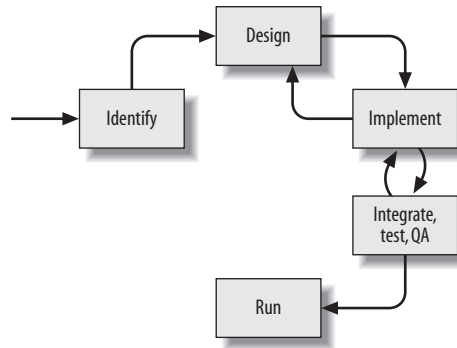 Design
Identify
Implement
Integrate,
test, QA
Run